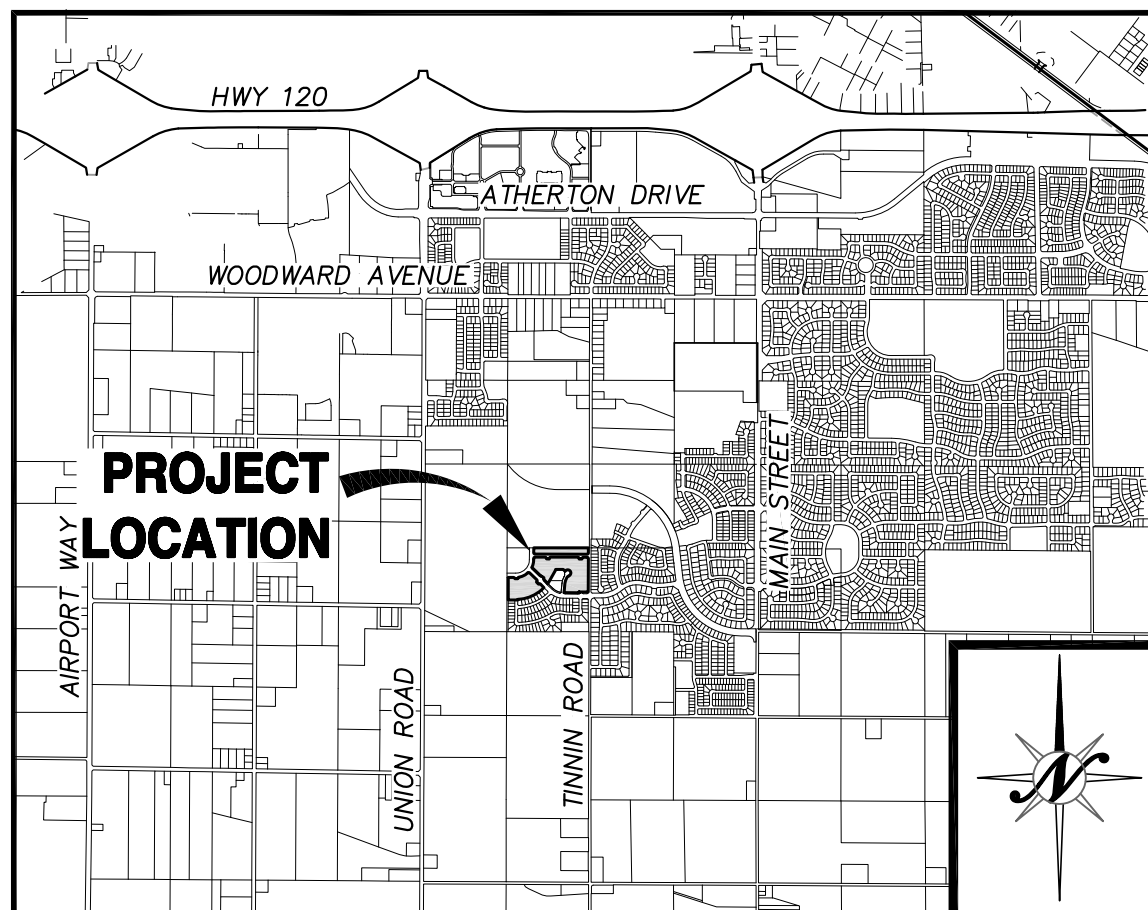 HWY 120
ATHERTON DRIVE
WOODWARD AVENUE
PROJECT
LOCATION
MAIN STREET
AIRPORT WAY
UNION ROAD
TINNIN ROAD
N